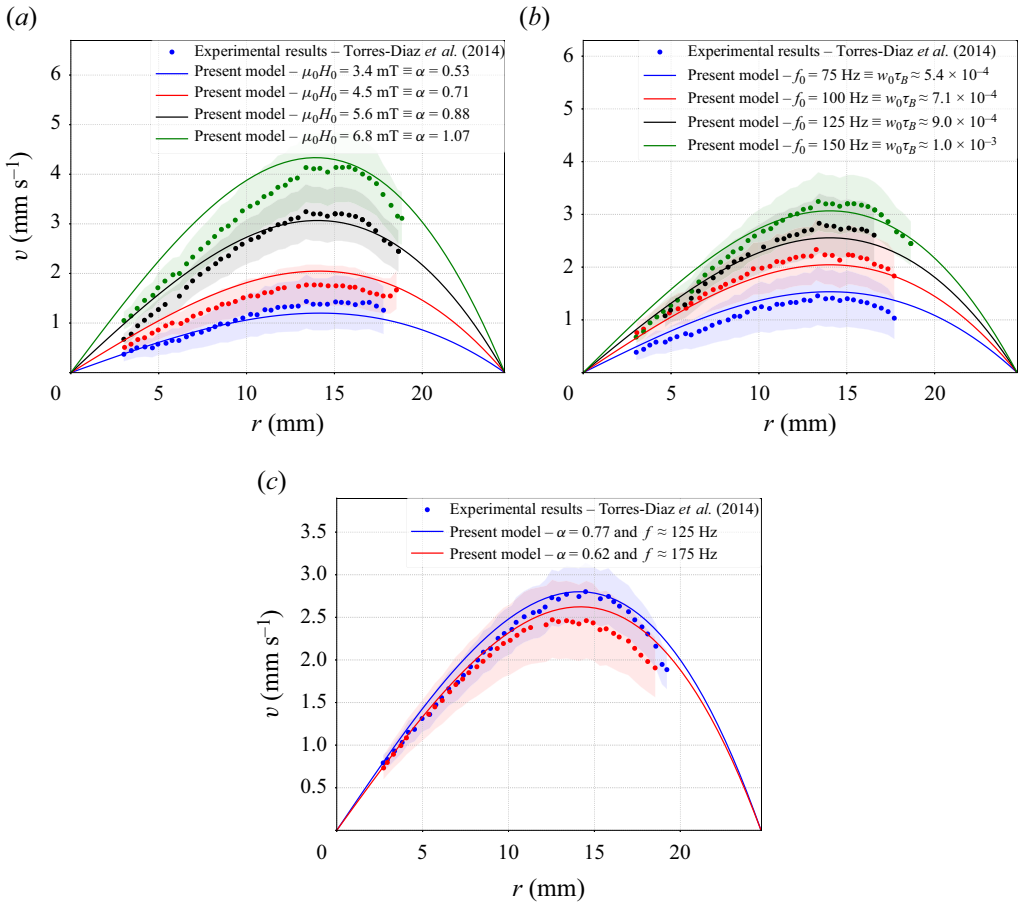 (a)
6
5
4
3
2
1
0
5
10
15
20
v (mm s⁻¹)
r (mm)
Experimental results – Torres-Diaz et al. (2014)
Present model – μ₀H₀ = 3.4 mT ≡ α = 0.53
Present model – μ₀H₀ = 4.5 mT ≡ α = 0.71
Present model – μ₀H₀ = 5.6 mT ≡ α = 0.88
Present model – μ₀H₀ = 6.8 mT ≡ α = 1.07
(b)
6
5
4
3
2
1
0
5
10
15
20
r (mm)
Experimental results – Torres-Diaz et al. (2014)
Present model – f₀ = 75 Hz ≡ w₀τ_B ≈ 5.4 × 10⁻⁴
Present model – f₀ = 100 Hz ≡ w₀τ_B ≈ 7.1 × 10⁻⁴
Present model – f₀ = 125 Hz ≡ w₀τ_B ≈ 9.0 × 10⁻⁴
Present model – f₀ = 150 Hz ≡ w₀τ_B ≈ 1.0 × 10⁻³
(c)
3.5
3.0
2.5
2.0
1.5
1.0
0.5
0
5
10
15
20
v (mm s⁻¹)
r (mm)
Experimental results – Torres-Diaz et al. (2014)
Present model – α = 0.77 and f ≈ 125 Hz
Present model – α = 0.62 and f ≈ 175 Hz